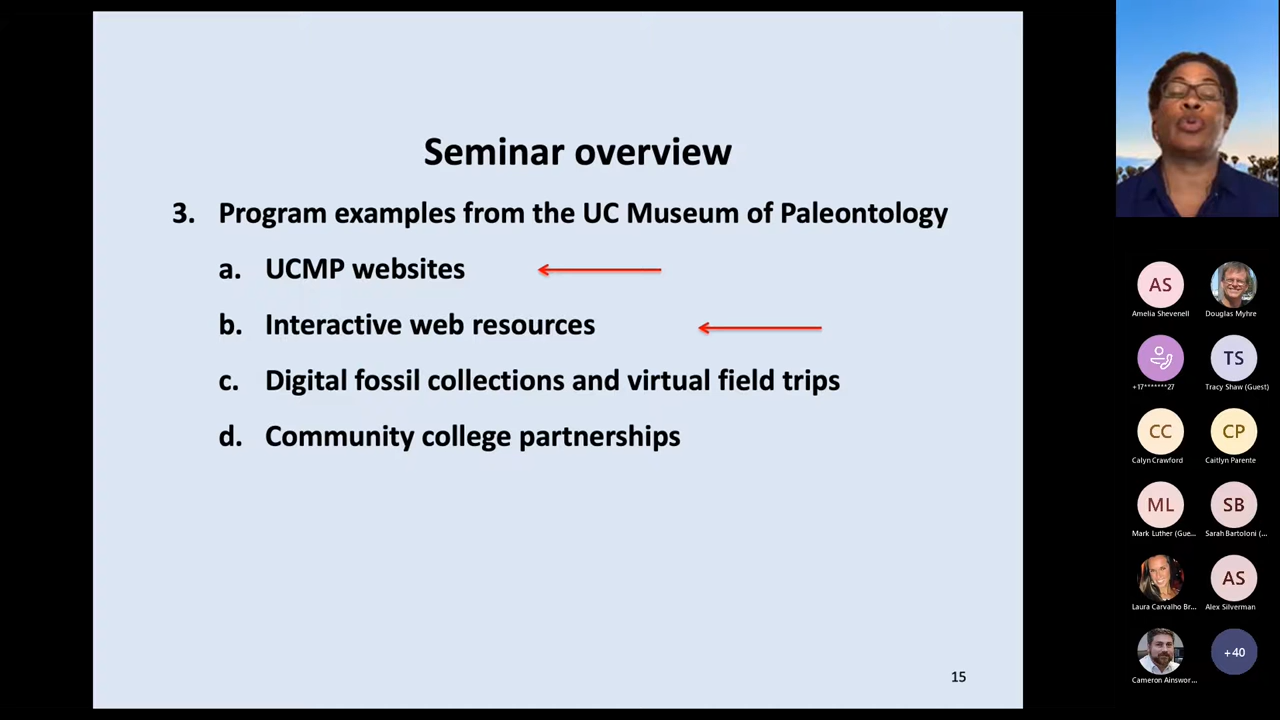 Seminar overview
3. Program examples from the UC Museum of Paleontology
a. UCMP websites
b. Interactive web resources
c. Digital fossil collections and virtual field trips
d. Community college partnerships
15
AS
Amelia Shevenell
Douglas Myhre
+17*******27
TS
Tracy Shaw (Guest)
CC
Calyn Crawford
CP
Caitlyn Parente
ML
Mark Luther (Gue...
SB
Sarah Bartoloni (...
Laura Carvalho Br...
AS
Alex Silverman
Cameron Ainswor...
+40